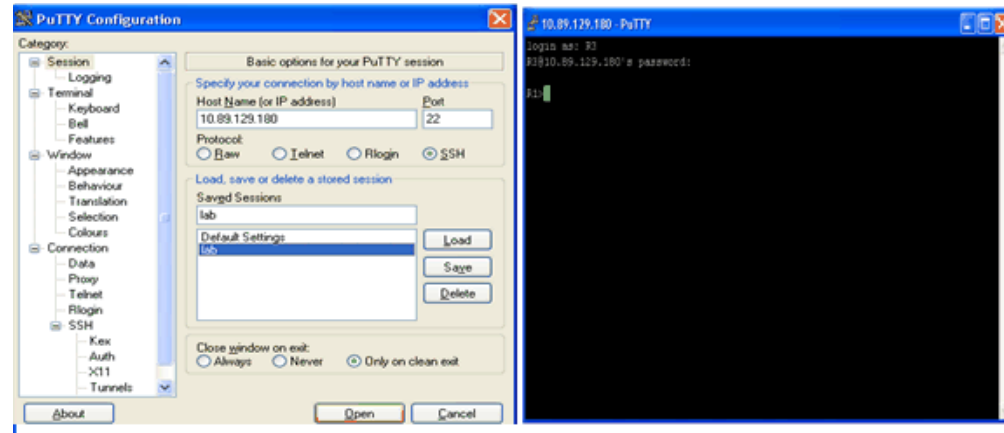 PuTTY Configuration
Category:
Session
Logging
Terminal
Keyboard
Bell
Features
Window
Appearance
Behaviour
Translation
Selection
Colours
Connection
Data
Proxy
Telnet
Rlogin
SSH
Kex
Auth
X11
Tunnels
Basic options for your PuTTY session
Specify your connection by host name or IP address
Host Name (or IP address) Port
10.89.129.180 22
Protocol:
Raw Telnet Rlogin SSH
Load, save or delete a stored session
Saved Sessions
lab
Default Settings
lab
Load
Save
Delete
Close window on exit:
Always Never Only on clean exit
About Open Cancel
10.89.129.180 - PuTTY
login as: R3
R3@10.89.129.180's password:
R1>